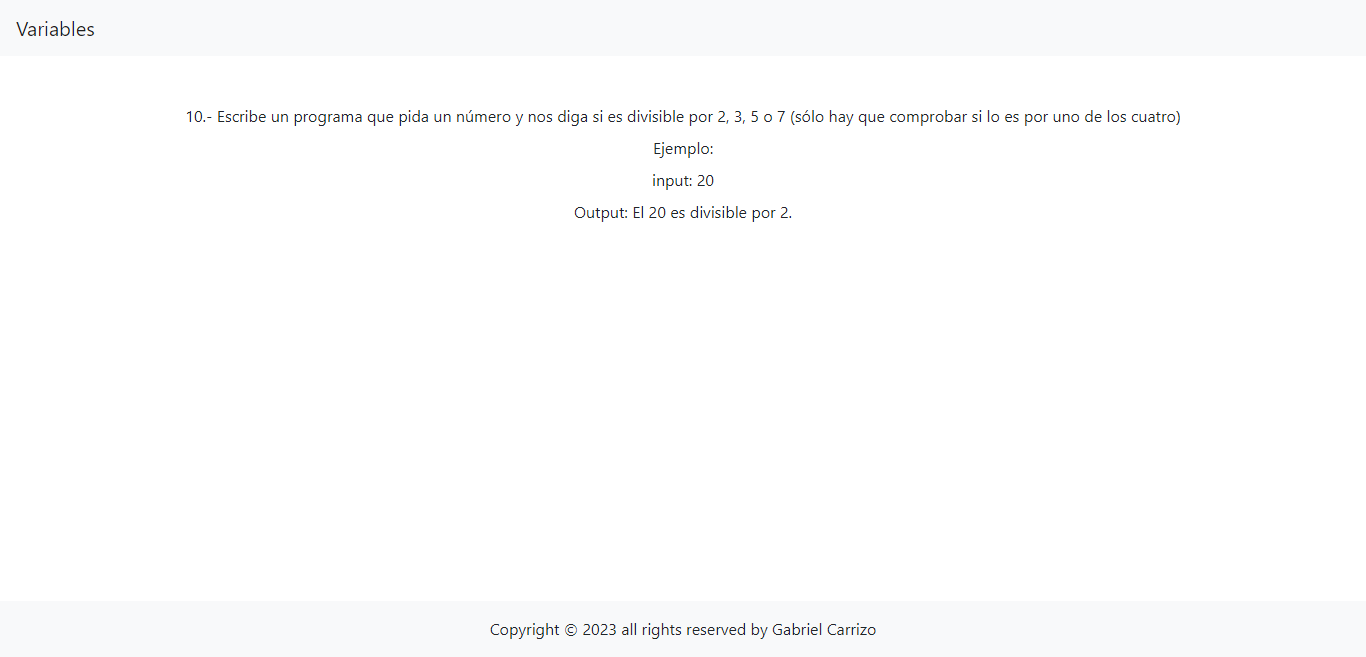 Variables
10.- Escribe un programa que pida un número y nos diga si es divisible por 2, 3, 5 o 7 (sólo hay que comprobar si lo es por uno de los cuatro)
Ejemplo:
input: 20
Output: El 20 es divisible por 2.
Copyright © 2023 all rights reserved by Gabriel Carrizo